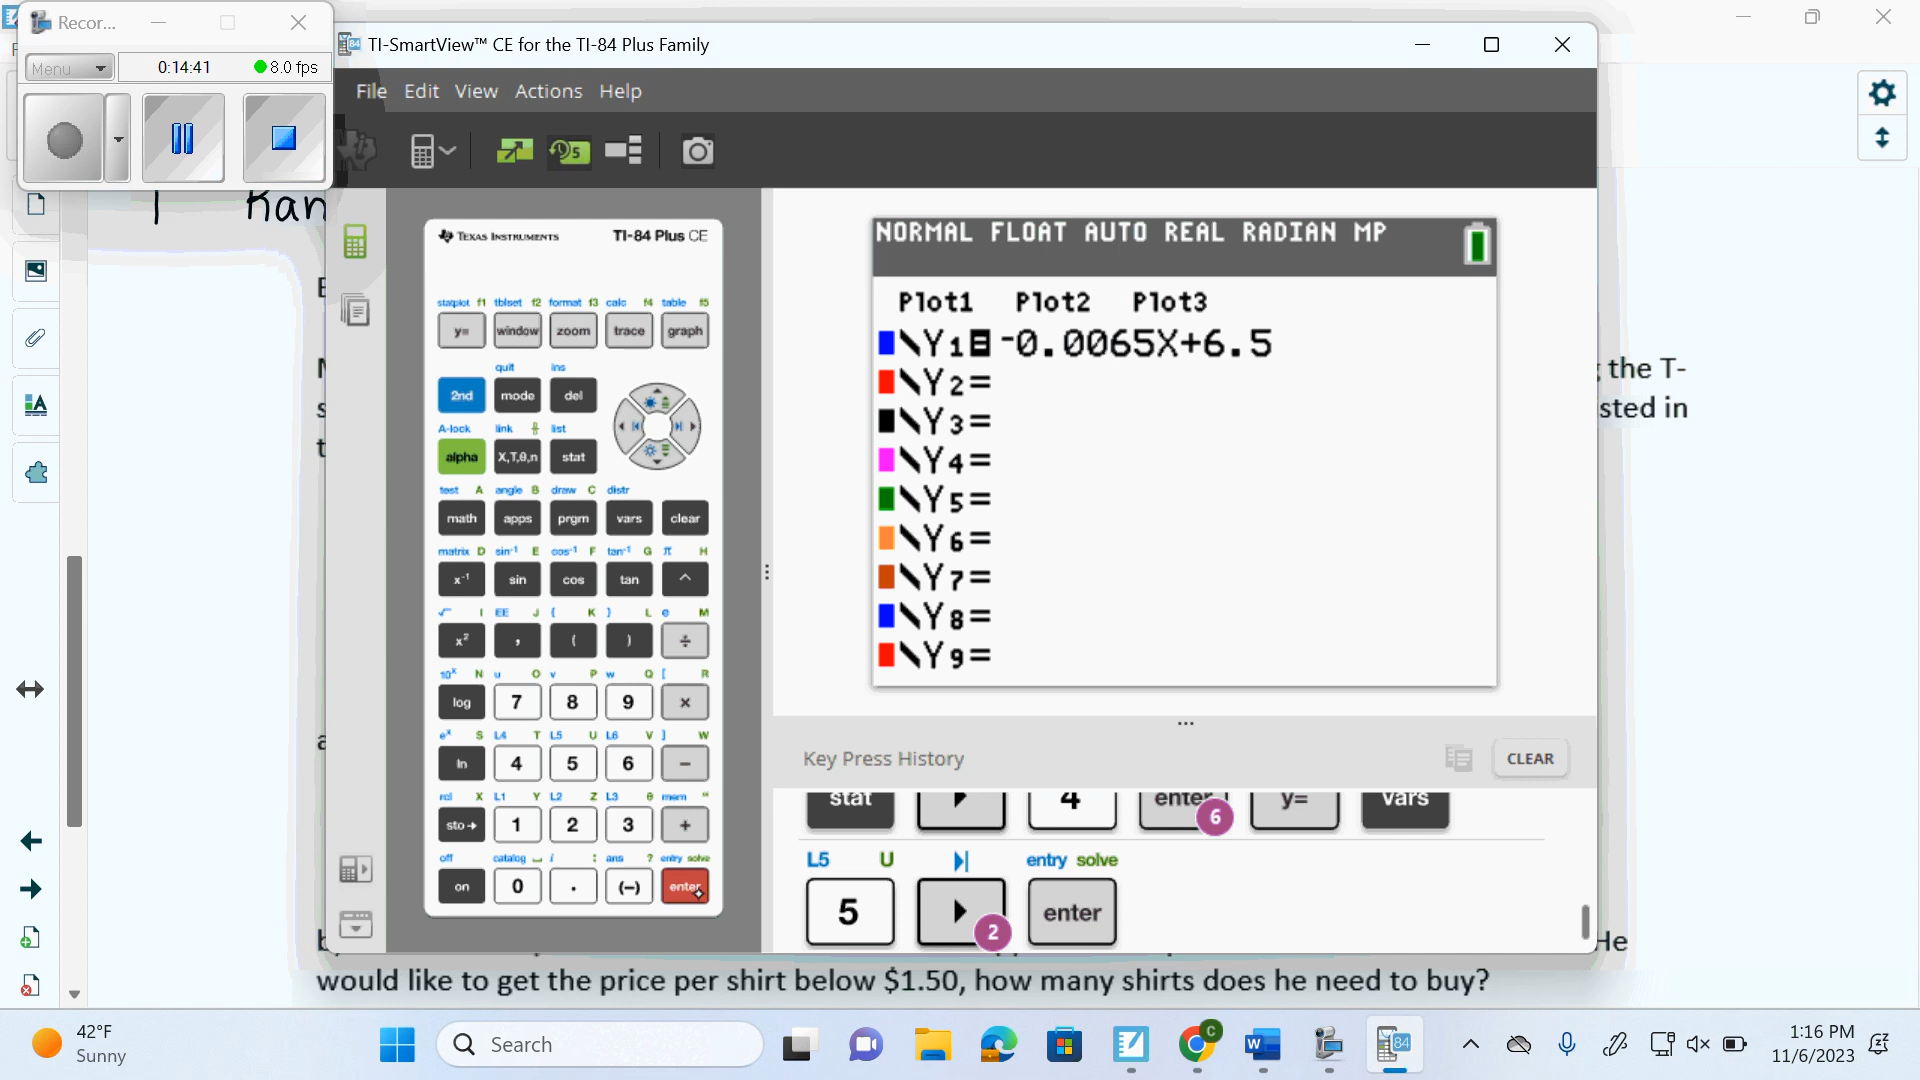 Recor...
TI-SmartView™ CE for the TI-84 Plus Family
Menu
0:14:41
8.0 fps
File Edit View Actions Help
TEXAS INSTRUMENTS TI-84 Plus CE
NORMAL FLOAT AUTO REAL RADIAN MP
Plot1 Plot2 Plot3
\Y1=-0.0065X+6.5
\Y2=
\Y3=
\Y4=
\Y5=
\Y6=
\Y7=
\Y8=
\Y9=
the T-
sted in
statplot f1 tblset f2 format f3 calc f4 table f5
y= window zoom trace graph
quit ins
2nd mode del
A-lock link list
alpha X,T,θ,n stat
test A angle B draw C distr
math apps prgm vars clear
matrix D sin⁻¹ E cos⁻¹ F tan⁻¹ G π H
x⁻¹ sin cos tan ^
√ I EE J { K } L e M
x² , ( ) ÷
10ˣ N u O v P w Q [ R
log 7 8 9 ×
eˣ S L4 T L5 U L6 V ] W
ln 4 5 6 −
rcl X L1 Y L2 Z L3 θ mem "
sto→ 1 2 3 +
off catalog i : ans ? entry solve
on 0 . (−) enter
Key Press History
CLEAR
stat 4 enter 6 y= vars
L5 U entry solve
5 2 enter
He
would like to get the price per shirt below $1.50, how many shirts does he need to buy?
42°F
Sunny
Search
C
84
1:16 PM
11/6/2023